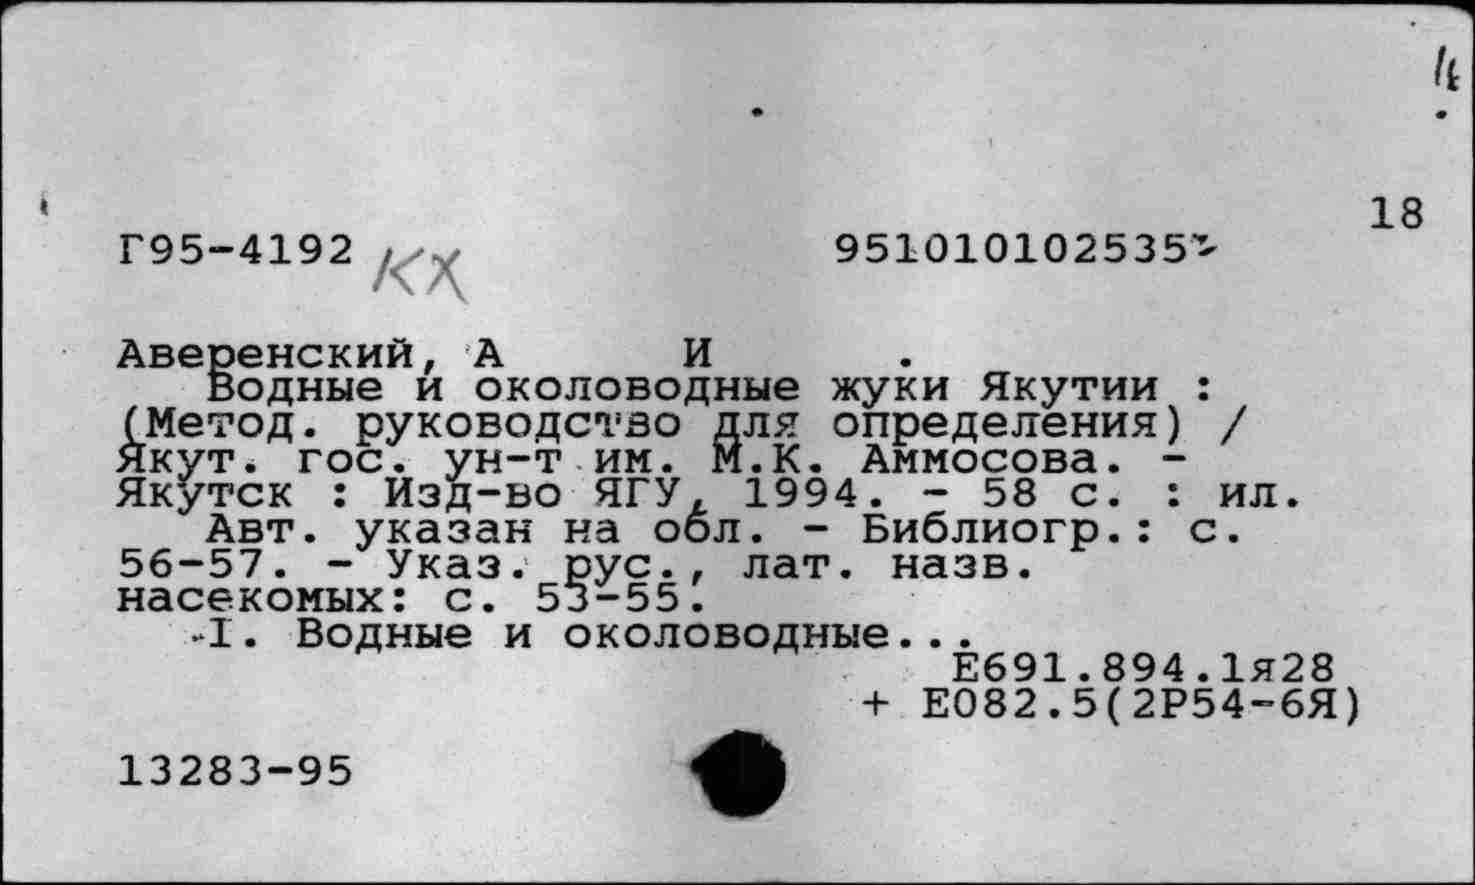 18
Г95-4192 КХ 951010102535
Аверенский, А И .
Водные и околоводные жуки Якутии :
(Метод. руководство для определения) /
Якут. гос. ун-т им. М.К. Аммосова. -
Якутск : Изд-во ЯГУ, 1994. - 58 с. : ил.
Авт. указан на обл. - Библиогр.: с.
56-57. - Указ. рус., лат. назв.
насекомых: с. 53-55.
-I. Водные и околоводные...
Е691.894.1я28
+ Е082.5(2Р54-6Я)
13283-95